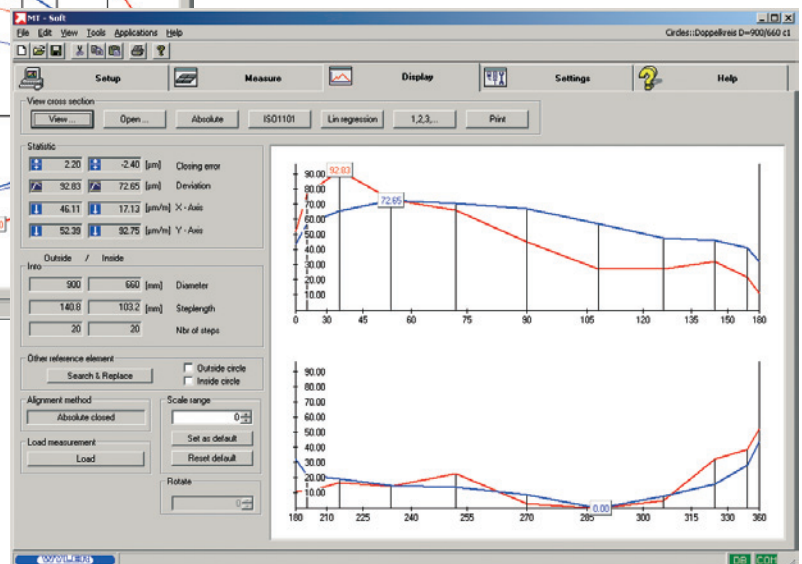 MT - Soft
File Edit View Tools Applications Help
Circles::Doppelkreis D=900/660 c1
Setup Measure Display Settings Help
View cross section
View ... Open ... Absolute ISO1101 Lin regression 1,2,3,... Print
Statistic
2.20 -2.40 [µm] Closing error
92.83 72.65 [µm] Deviation
46.11 17.13 [µm/m] X - Axis
52.39 92.75 [µm/m] Y - Axis
Outside / Inside
Inro
900 660 [mm] Diameter
140.8 103.2 [mm] Steplength
20 20 Nbr of steps
Other reference element
Search & Replace
Outside circle
Inside circle
Alignment method
Absolute closed
Load measurement
Load
Scale range
0
Set as default
Reset default
Rotate
0
90.00
80.00
70.00
60.00
50.00
40.00
30.00
20.00
10.00
92.83
72.65
0 30 45 60 75 90 105 120 135 150 180
90.00
80.00
70.00
60.00
50.00
40.00
30.00
20.00
10.00
0.00
180 210 225 240 255 270 285 300 315 330 360
WYLER
DB COM